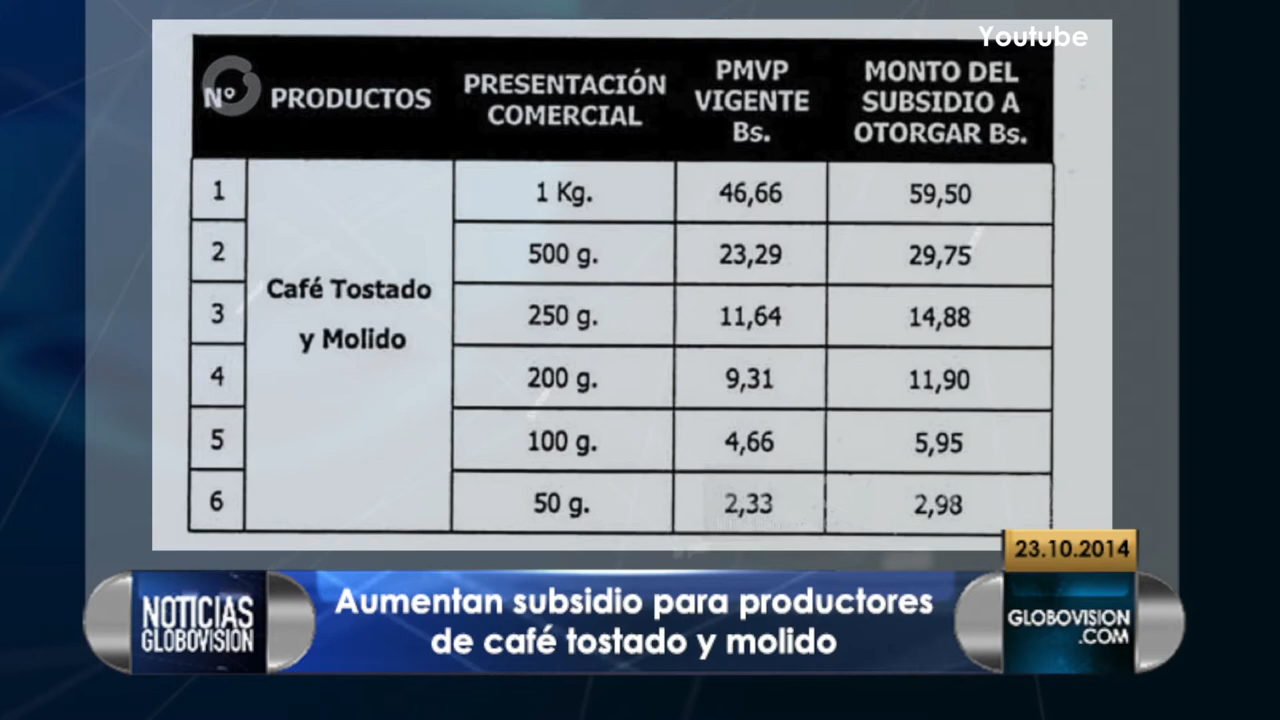 Youtube
Nº PRODUCTOS PRESENTACIÓN COMERCIAL PMVP VIGENTE Bs. MONTO DEL SUBSIDIO A OTORGAR Bs.
1 Café Tostado y Molido 1 Kg. 46,66 59,50
2 500 g. 23,29 29,75
3 250 g. 11,64 14,88
4 200 g. 9,31 11,90
5 100 g. 4,66 5,95
6 50 g. 2,33 2,98
23.10.2014
NOTICIAS GLOBOVISIÓN
Aumentan subsidio para productores
de café tostado y molido
GLOBOVISION
.COM